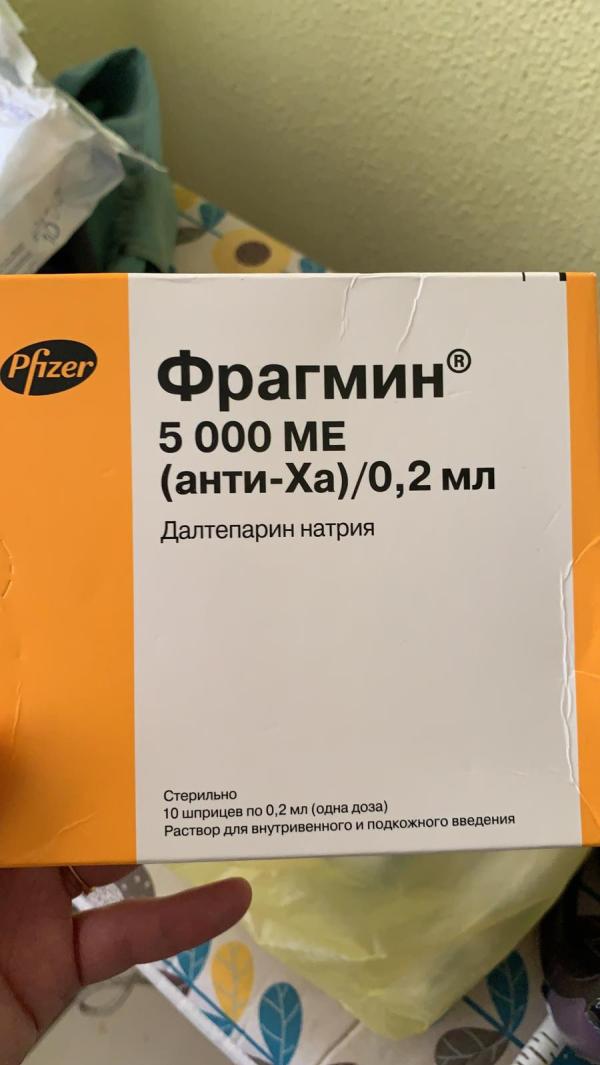 Pfizer
Фрагмин®
5 000 МЕ
(анти-Ха)/0,2 мл
Далтепарин натрия
Стерильно
10 шприцев по 0,2 мл (одна доза)
Раствор для внутривенного и подкожного введения